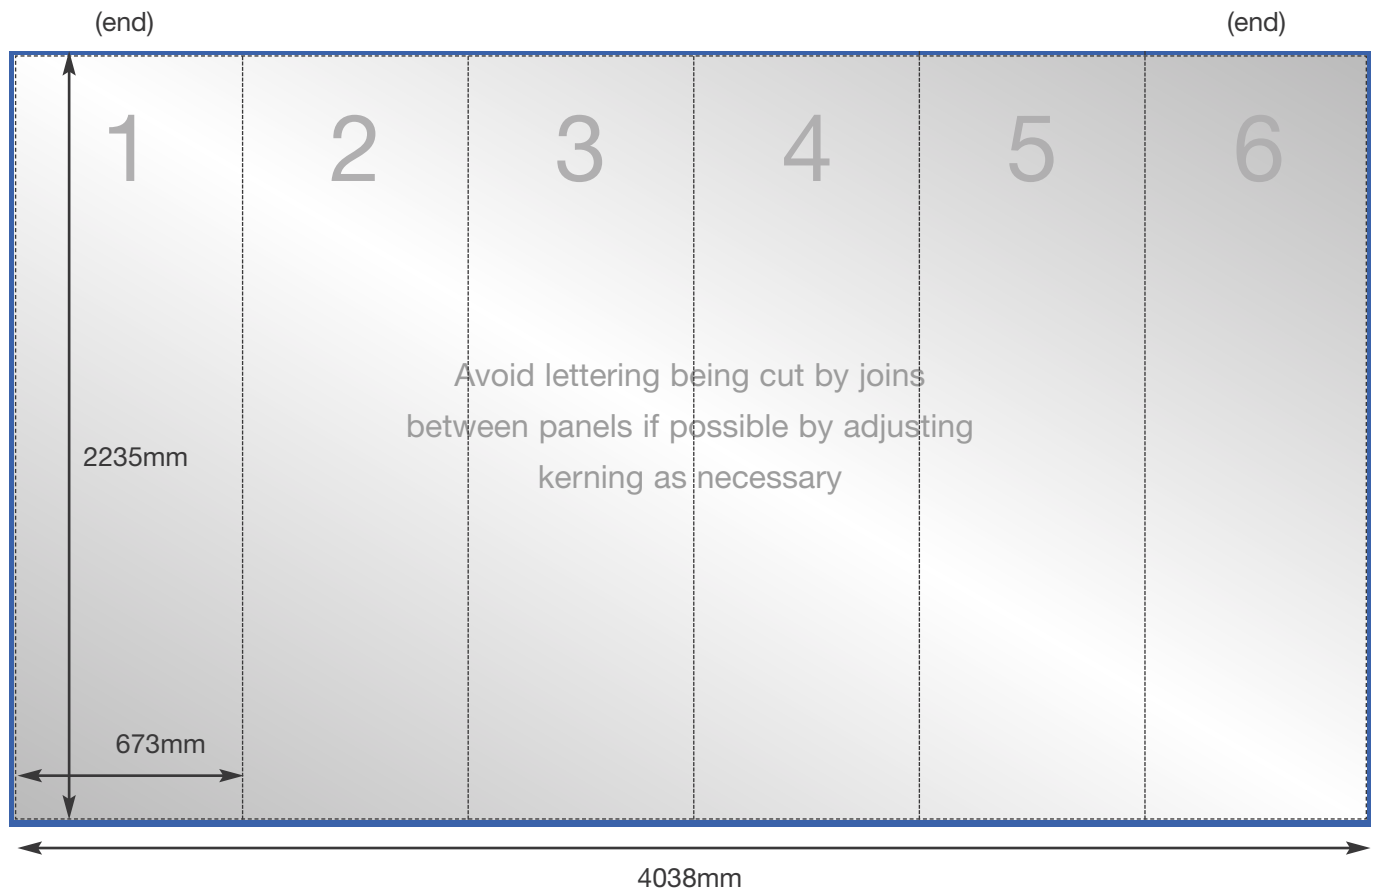 (end) (end)
1 2 3 4 5 6
Avoid lettering being cut by joins
between panels if possible by adjusting
kerning as necessary
2235mm
673mm
4038mm